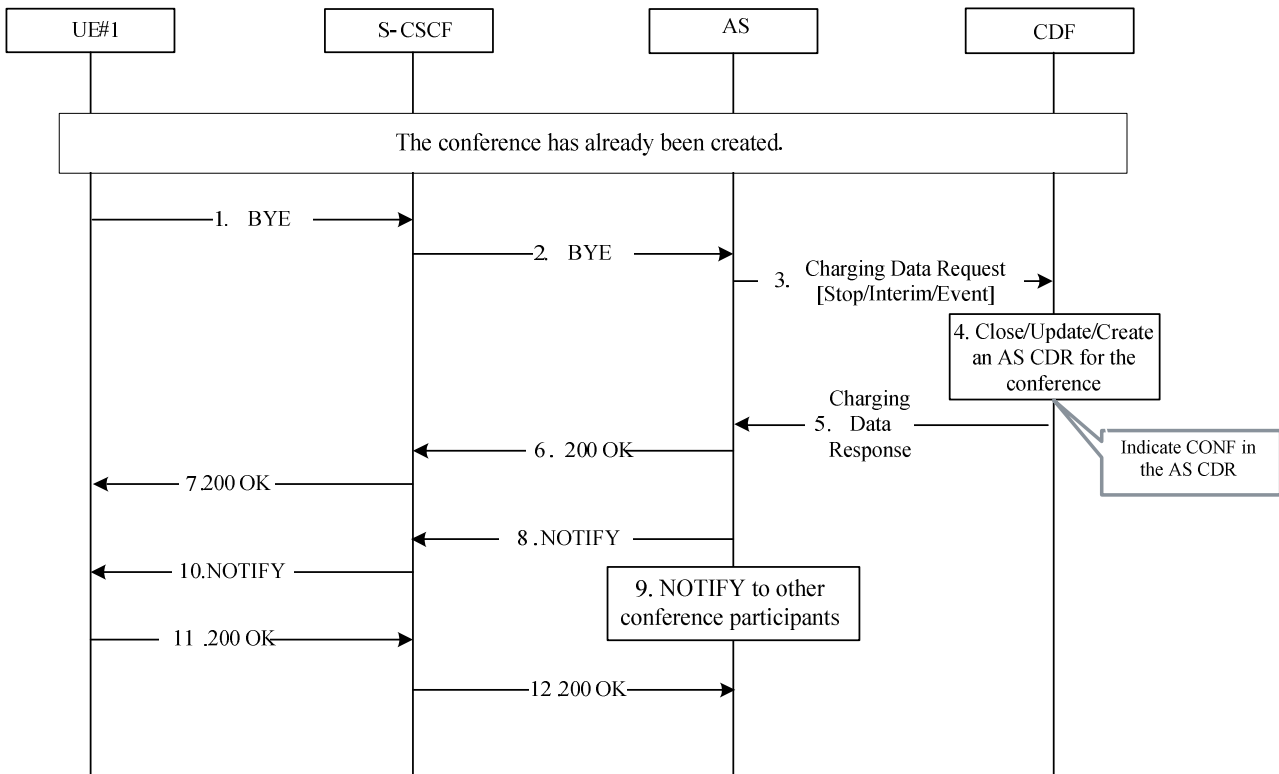 UE#1
S-CSCF
AS
CDF
The conference has already been created.
1. BYE
2. BYE
3. Charging Data Request
[Stop/Interim/Event]
4. Close/Update/Create
an AS CDR for the
conference
Charging
5. Data
Response
Indicate CONF in
the AS CDR
6. 200 OK
7.200 OK
8.NOTIFY
10.NOTIFY
9. NOTIFY to other
conference participants
11 .200 OK
12.200 OK